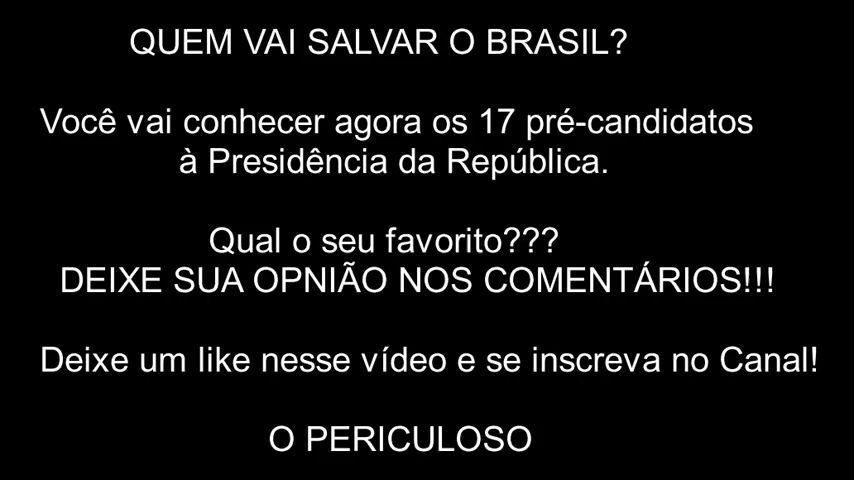 QUEM VAI SALVAR O BRASIL?
Você vai conhecer agora os 17 pré-candidatos
à Presidência da República.
Qual o seu favorito???
DEIXE SUA OPNIÃO NOS COMENTÁRIOS!!!
Deixe um like nesse vídeo e se inscreva no Canal!
O PERICULOSO